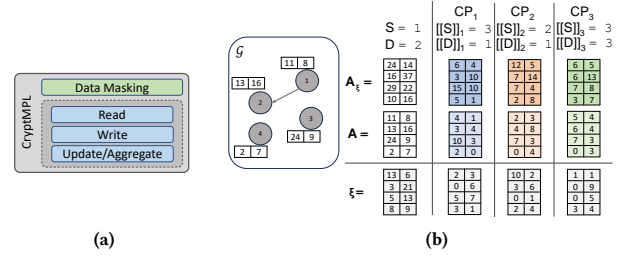 CryptMPL
Data Masking
Read
Write
Update/Aggregate
(a)
𝒢
11 8
1
13 16
2
3
4
24 9
2 7
S = 1
D = 2
CP1
[[S]]1 = 3
[[D]]1 = 1
CP2
[[S]]2 = 2
[[D]]2 = 1
CP3
[[S]]3 = 3
[[D]]3 = 3
Aξ =
24 14 6 4 12 5 6 5
16 37 3 10 7 14 6 13
29 22 15 10 7 4 7 8
10 16 5 1 2 8 3 7
A =
11 8 4 1 2 3 5 4
13 16 3 4 4 8 6 4
24 9 10 3 7 3 7 3
2 7 2 0 0 4 0 3
ξ =
13 6 2 3 10 2 1 1
3 21 0 6 3 6 0 9
5 13 5 7 0 1 0 5
8 9 3 1 2 4 3 4
(b)